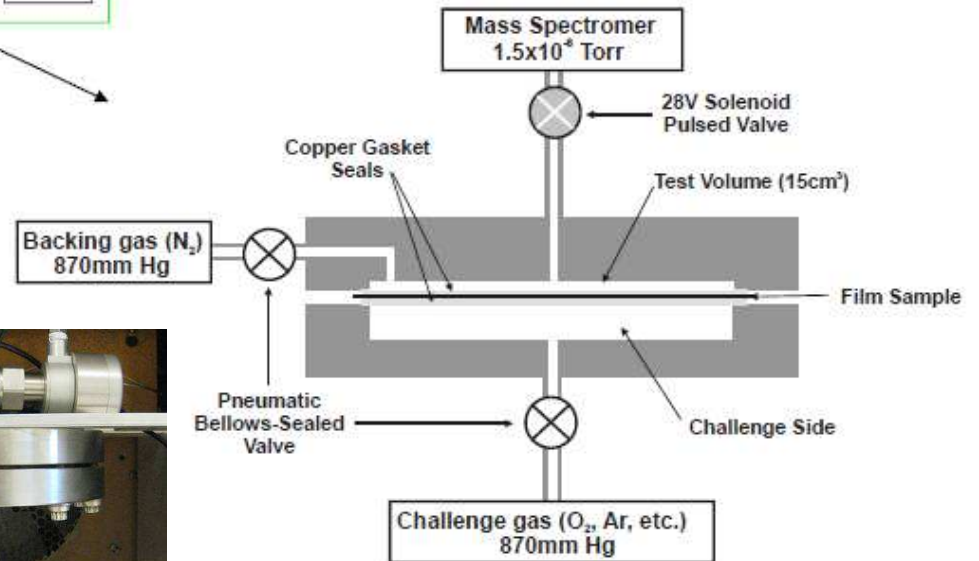 Mass Spectromer
1.5x10⁻⁶ Torr
28V Solenoid
Pulsed Valve
Copper Gasket
Seals
Test Volume (15cm³)
Backing gas (N₂)
870mm Hg
Film Sample
Pneumatic
Bellows-Sealed
Valve
Challenge Side
Challenge gas (O₂, Ar, etc.)
870mm Hg